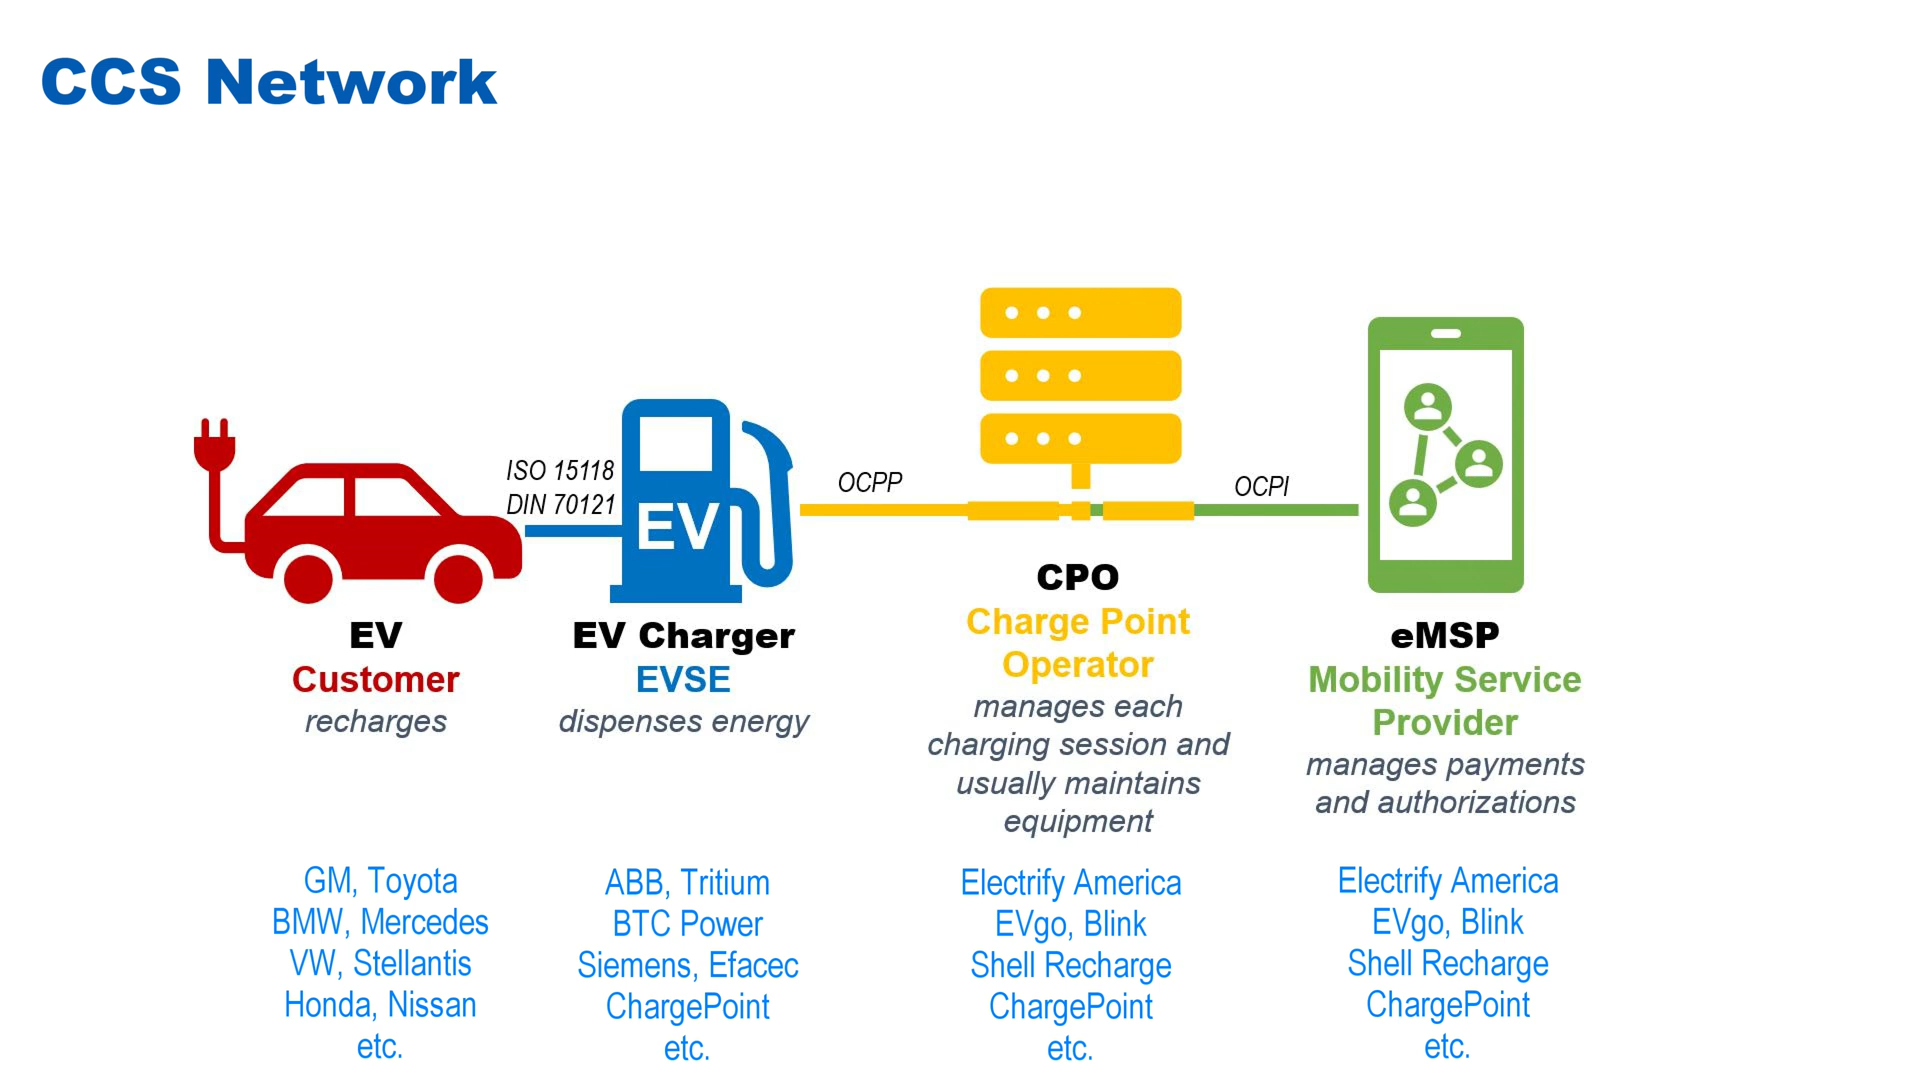 CCS Network
ISO 15118
DIN 70121
EV
OCPP
OCPI
EV
Customer
recharges
EV Charger
EVSE
dispenses energy
CPO
Charge Point
Operator
manages each
charging session and
usually maintains
equipment
eMSP
Mobility Service
Provider
manages payments
and authorizations
GM, Toyota
BMW, Mercedes
VW, Stellantis
Honda, Nissan
etc.
ABB, Tritium
BTC Power
Siemens, Efacec
ChargePoint
etc.
Electrify America
EVgo, Blink
Shell Recharge
ChargePoint
etc.
Electrify America
EVgo, Blink
Shell Recharge
ChargePoint
etc.